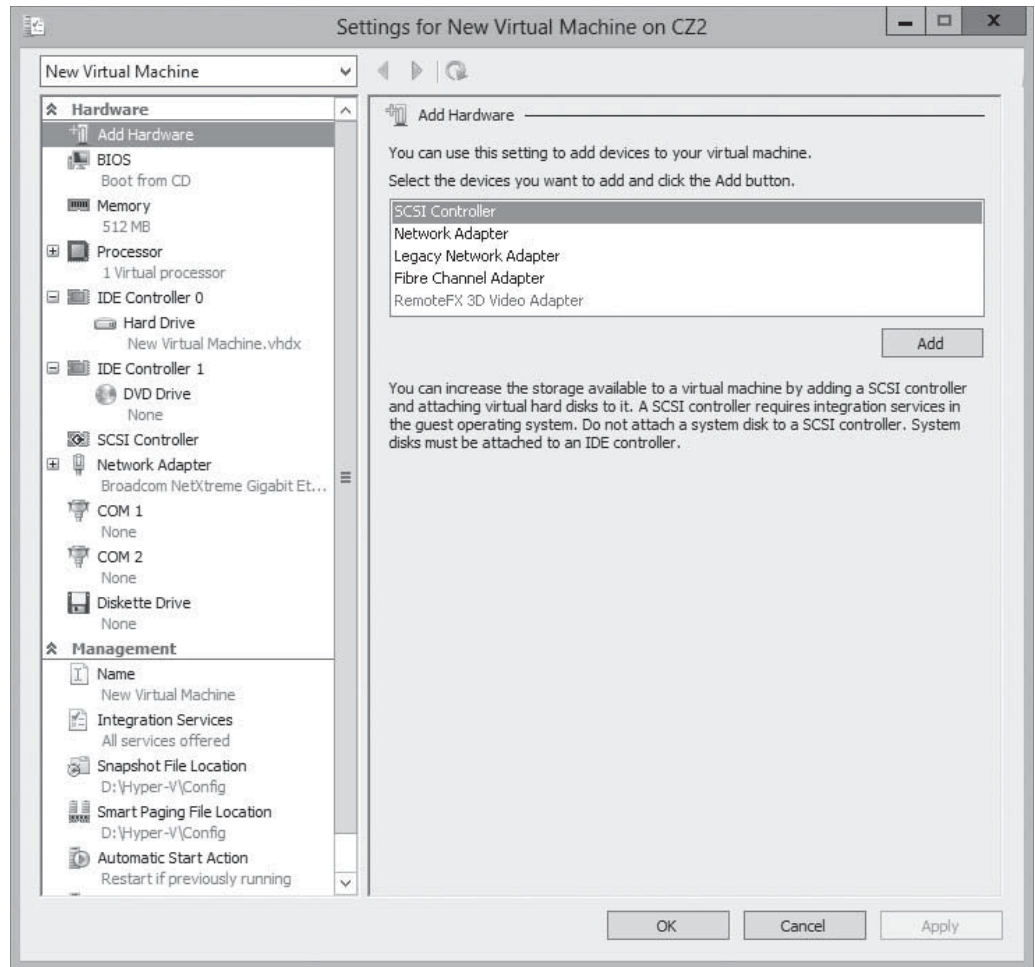 Settings for New Virtual Machine on CZ2
New Virtual Machine
Hardware
Add Hardware
BIOS
Boot from CD
Memory
512 MB
Processor
1 Virtual processor
IDE Controller 0
Hard Drive
New Virtual Machine.vhdx
IDE Controller 1
DVD Drive
None
SCSI Controller
Network Adapter
Broadcom NetXtreme Gigabit Et...
COM 1
None
COM 2
None
Diskette Drive
None
Management
Name
New Virtual Machine
Integration Services
All services offered
Snapshot File Location
D:\Hyper-V\Config
Smart Paging File Location
D:\Hyper-V\Config
Automatic Start Action
Restart if previously running
Add Hardware
You can use this setting to add devices to your virtual machine.
Select the devices you want to add and click the Add button.
SCSI Controller
Network Adapter
Legacy Network Adapter
Fibre Channel Adapter
RemoteFX 3D Video Adapter
Add
You can increase the storage available to a virtual machine by adding a SCSI controller
and attaching virtual hard disks to it. A SCSI controller requires integration services in
the guest operating system. Do not attach a system disk to a SCSI controller. System
disks must be attached to an IDE controller.
OK
Cancel
Apply